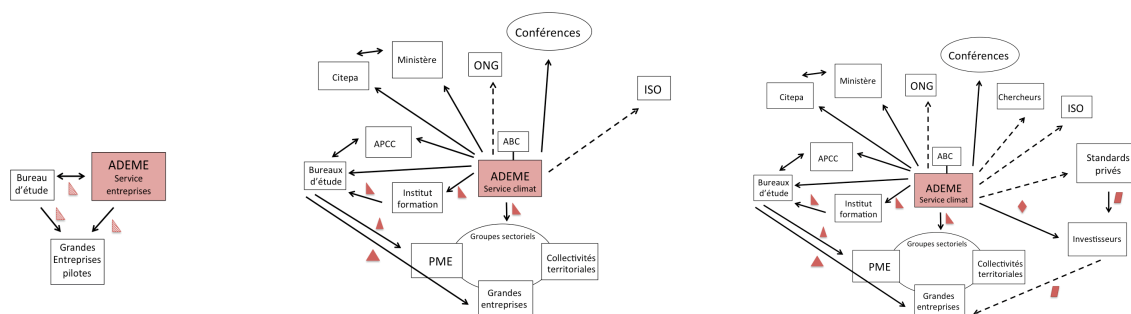 ADEME
Service
entreprises
Bureau
d'étude
Grandes
Entreprises
pilotes
Conférences
Ministère
ONG
Citepa
ISO
APCC
ABC
Bureaux
d'étude
ADEME
Service climat
Institut
formation
Groupes sectoriels
PME
Collectivités
territoriales
Grandes
entreprises
Conférences
Ministère
ONG
Chercheurs
Citepa
ISO
APCC
ABC
Standards
privés
Bureaux
d'étude
ADEME
Service climat
Institut
formation
Groupes sectoriels
Investisseurs
PME
Collectivités
territoriales
Grandes
entreprises